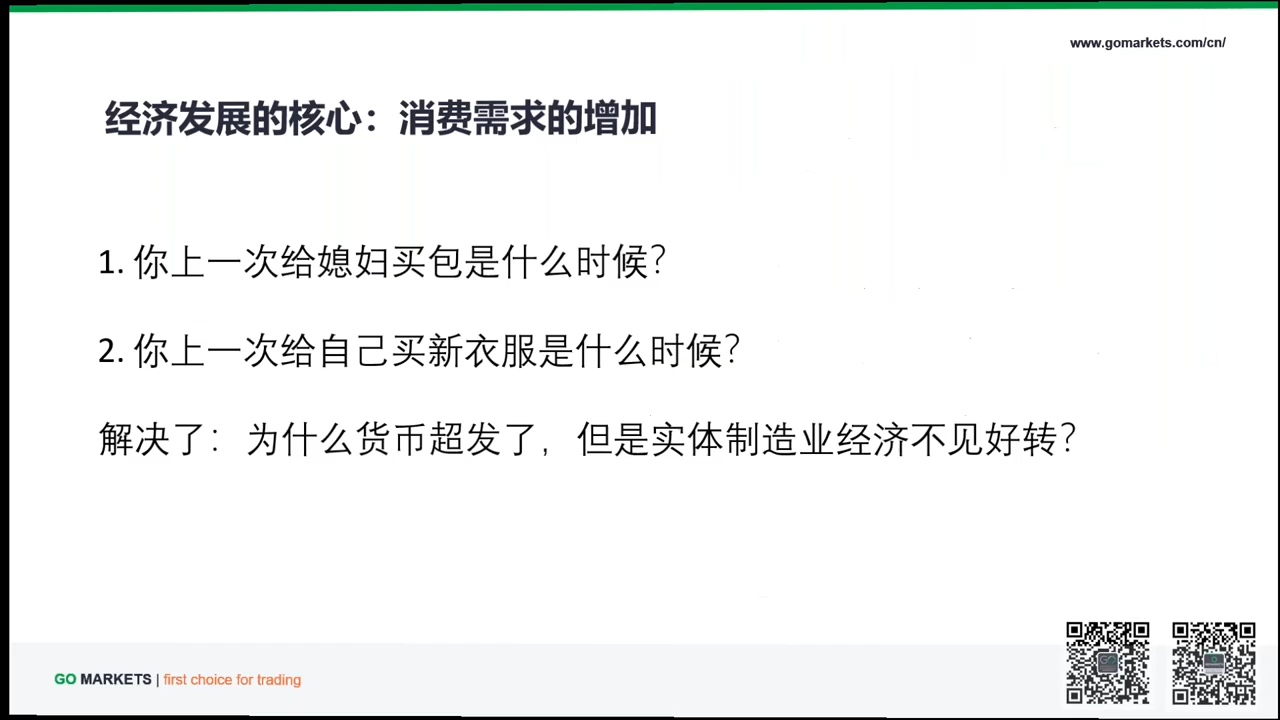 www.gomarkets.com/cn/
经济发展的核心：消费需求的增加
1. 你上一次给媳妇买包是什么时候？
2. 你上一次给自己买新衣服是什么时候？
解决了：为什么货币超发了，但是实体制造业经济不见好转？
GO MARKETS | first choice for trading